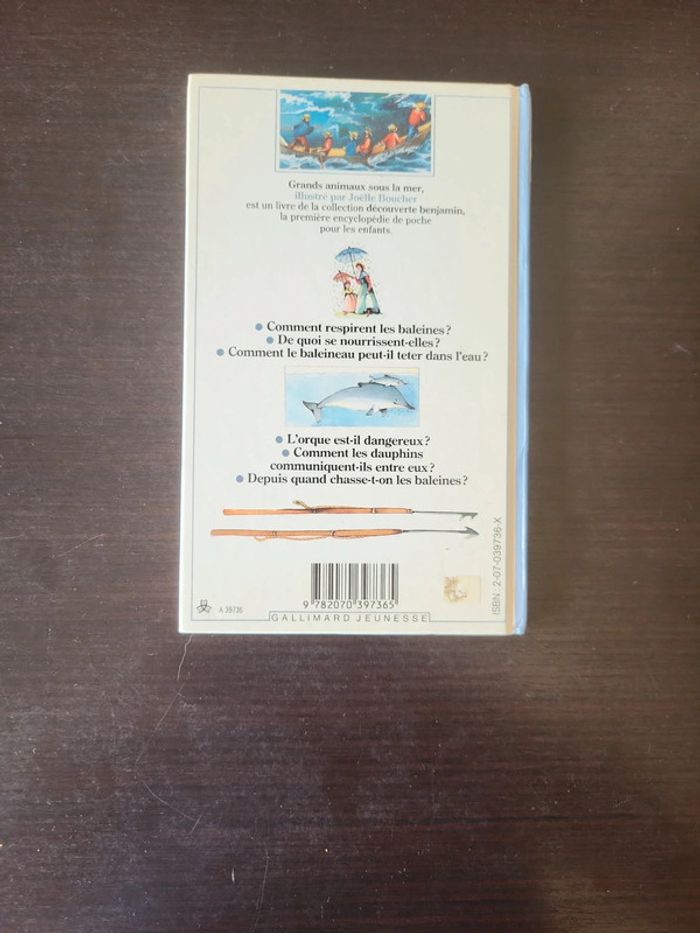 Grands animaux sous la mer,
illustré par Joëlle Boucher
est un livre de la collection découverte benjamin,
la première encyclopédie de poche
pour les enfants.
● Comment respirent les baleines ?
● De quoi se nourrissent-elles ?
● Comment le baleineau peut-il teter dans l'eau ?
● L'orque est-il dangereux ?
● Comment les dauphins
communiquent-ils entre eux ?
● Depuis quand chasse-t-on les baleines ?
ISBN : 2-07-039736-X
9 782070 397365
A 39736
GALLIMARD JEUNESSE